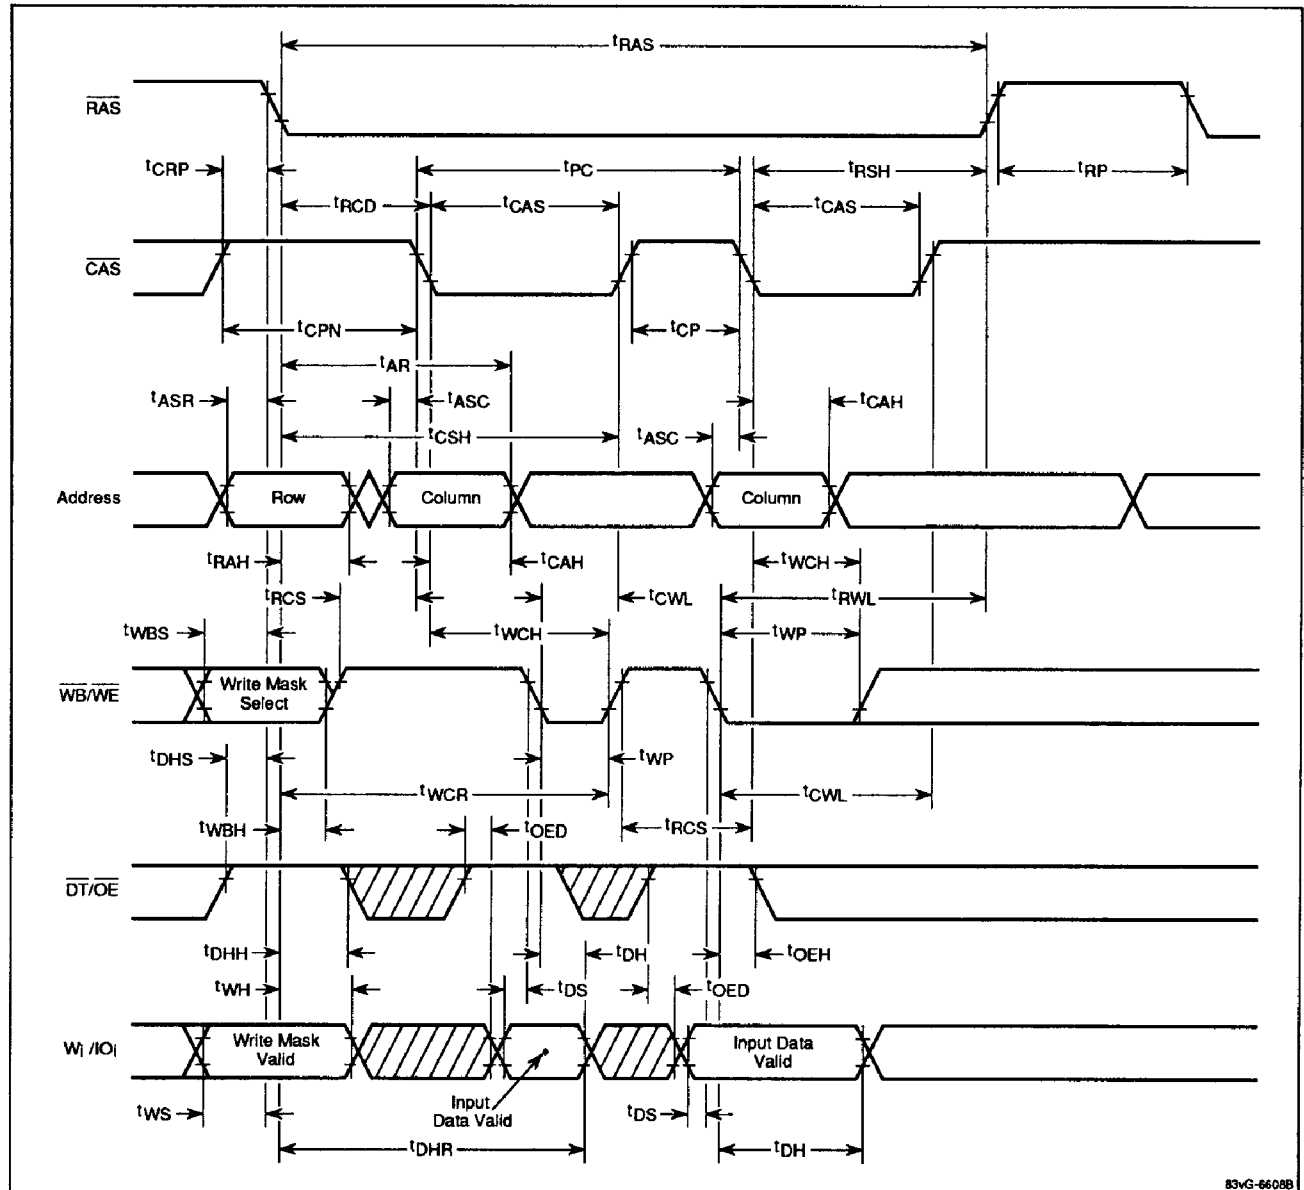 tRAS
RAS
tCRP
tPC
tRSH
tRP
tRCD
tCAS
tCAS
CAS
tCPN
tCP
tAR
tASR
tASC
tCAH
tCSH
tASC
Address
Row
Column
Column
tRAH
tCAH
tWCH
tRCS
tCWL
tRWL
tWBS
tWCH
tWP
WB/WE
Write Mask
Select
tDHS
tWP
tWCR
tCWL
tWBH
tOED
tRCS
DT/OE
tDHH
tDH
tOEH
tWH
tDS
tOED
Wi /IOi
Write Mask
Valid
Input Data
Valid
Input
Data Valid
tWS
tDS
tDHR
tDH
83vG-6608B